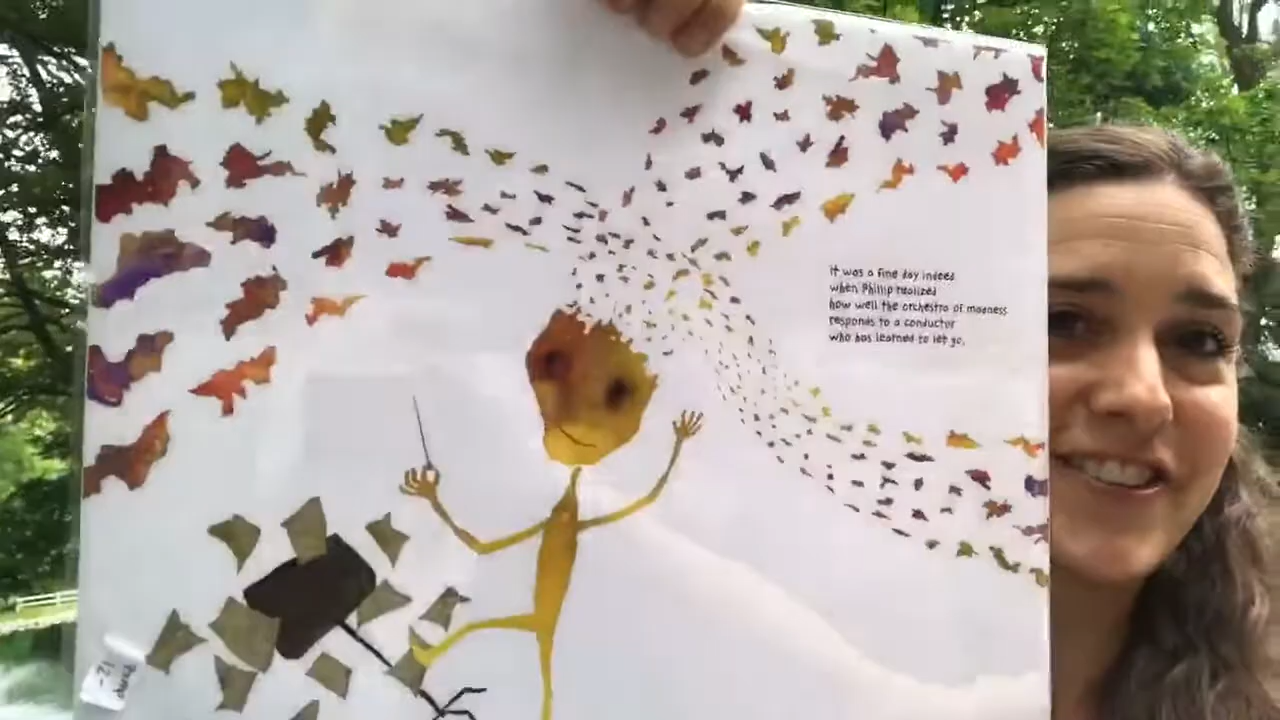 It was a fine day indeed
when Phillip realized
how well the orchestra of madness
responds to a conductor
who has learned to let go.
12-